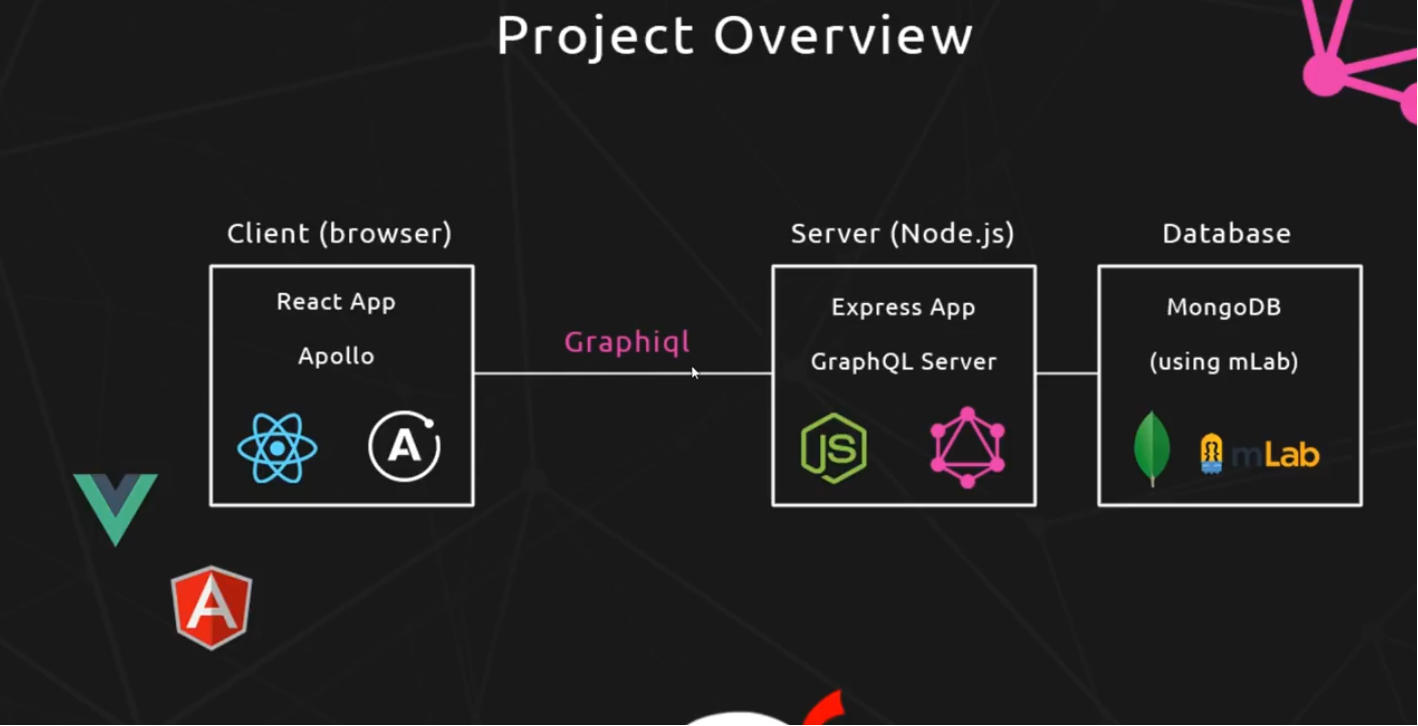 Project Overview
Client (browser)
React App
Apollo
A
Graphiql
Server (Node.js)
Express App
GraphQL Server
JS
Database
MongoDB
(using mLab)
mLab
A